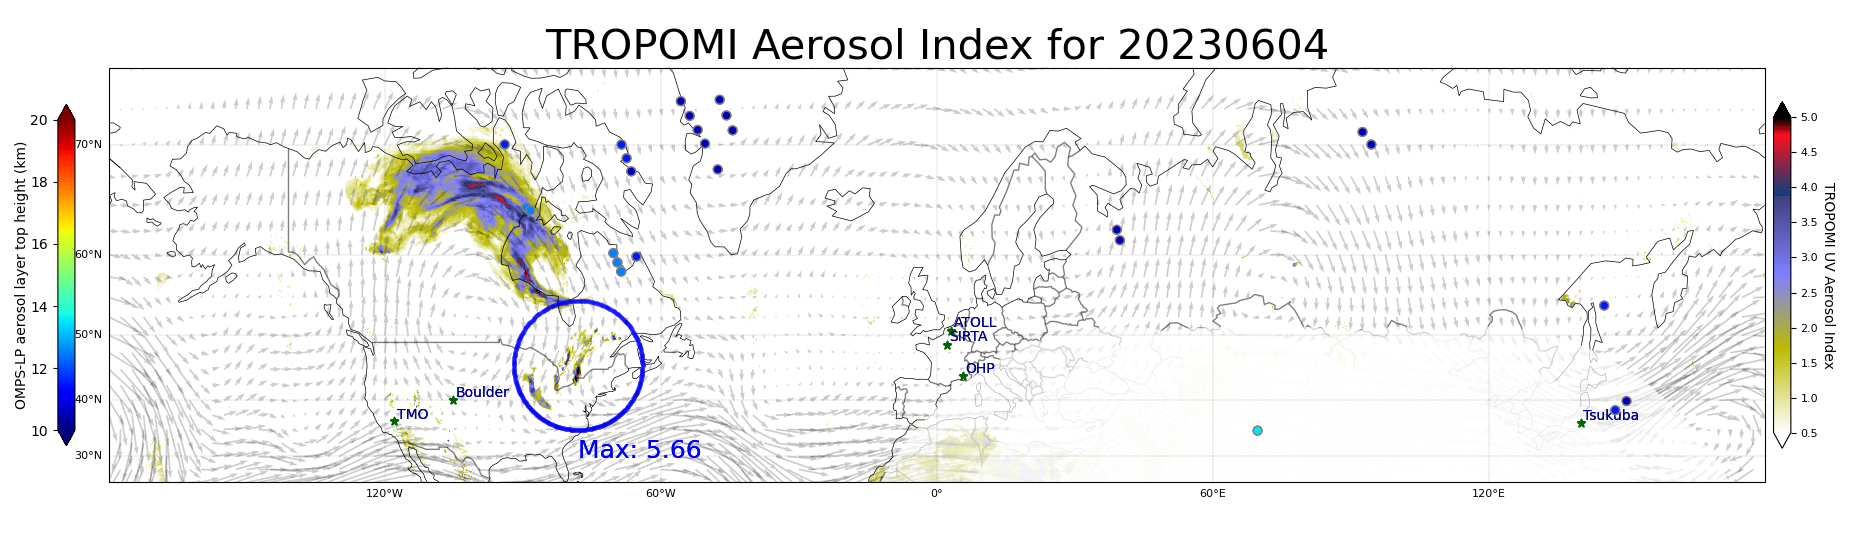 TROPOMI Aerosol Index for 20230604
OMPS-LP aerosol layer top height (km)
20
18
16
14
12
10
70°N
60°N
50°N
40°N
30°N
120°W
60°W
0°
60°E
120°E
ATOLL
SIRTA
OHP
Boulder
TMO
Tsukuba
Max: 5.66
5.0
4.5
4.0
3.5
3.0
2.5
2.0
1.5
1.0
0.5
TROPOMI UV Aerosol Index